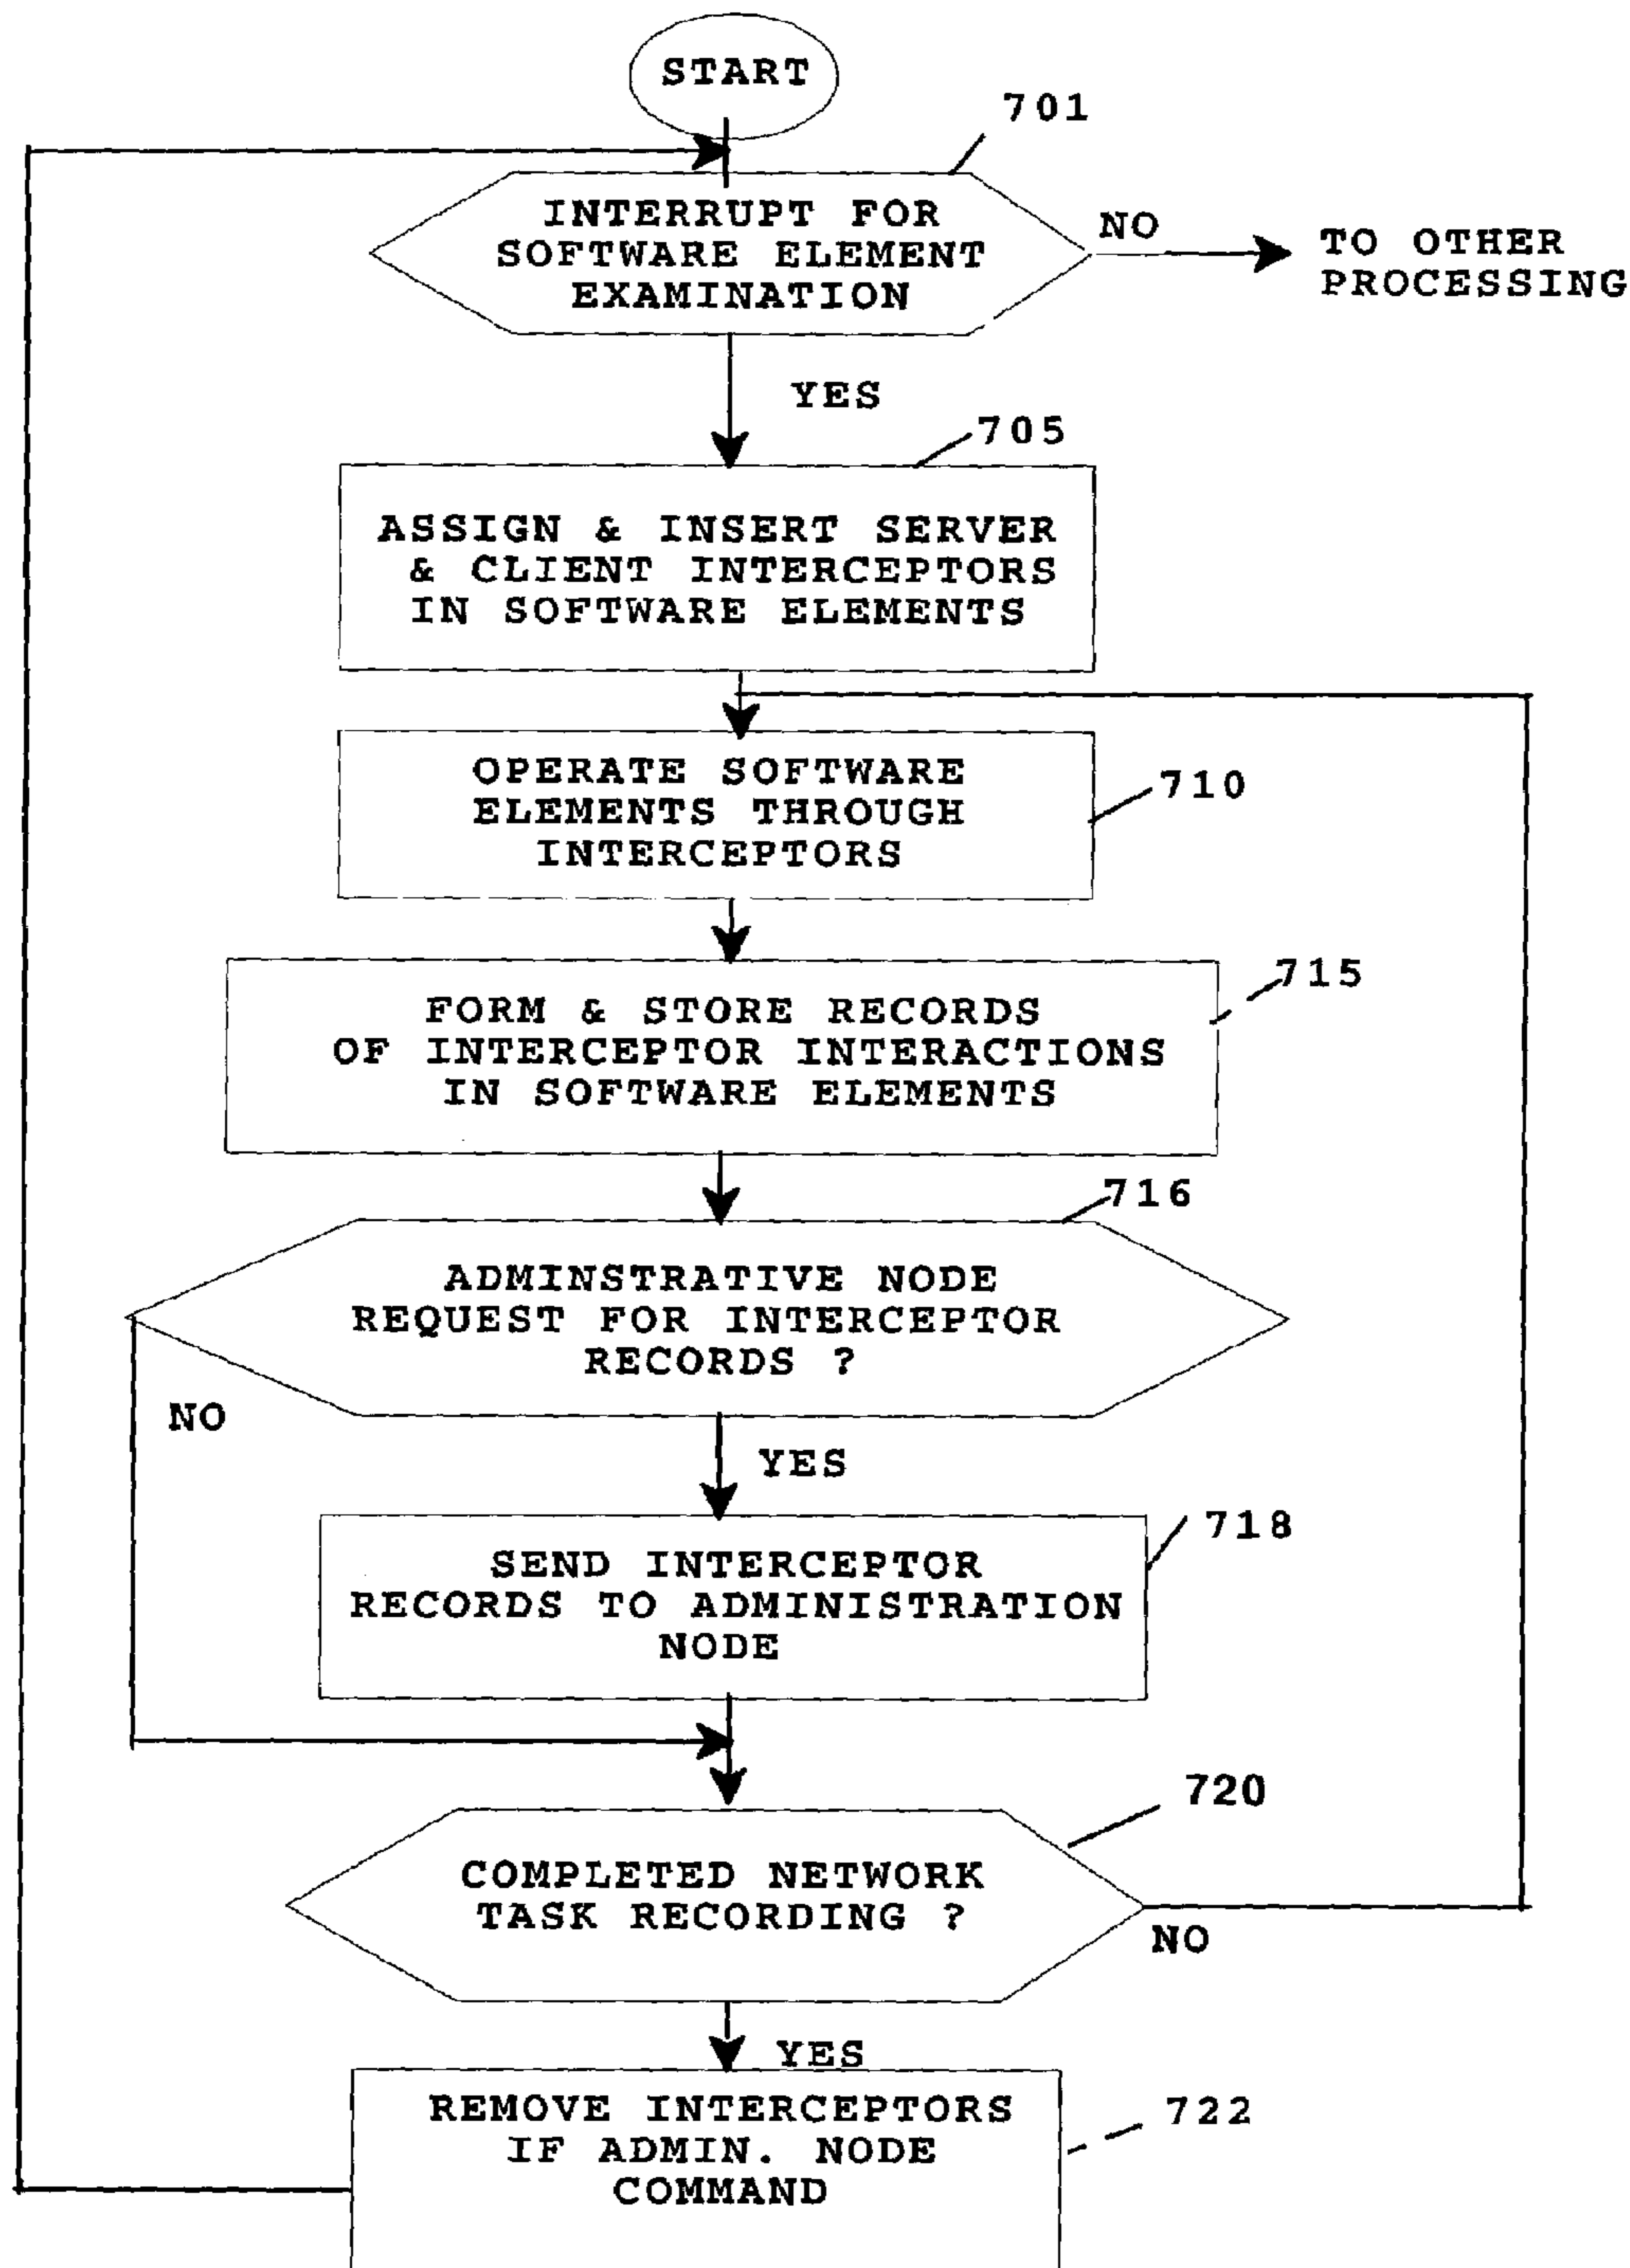 START
701
INTERRUPT FOR
SOFTWARE ELEMENT
EXAMINATION
NO
TO OTHER
PROCESSING
YES
705
ASSIGN & INSERT SERVER
& CLIENT INTERCEPTORS
IN SOFTWARE ELEMENTS
OPERATE SOFTWARE
ELEMENTS THROUGH
INTERCEPTORS
710
715
FORM & STORE RECORDS
OF INTERCEPTOR INTERACTIONS
IN SOFTWARE ELEMENTS
716
ADMINSTRATIVE NODE
REQUEST FOR INTERCEPTOR
RECORDS ?
NO
YES
718
SEND INTERCEPTOR
RECORDS TO ADMINISTRATION
NODE
720
COMPLETED NETWORK
TASK RECORDING ?
NO
YES
REMOVE INTERCEPTORS
IF ADMIN. NODE
COMMAND
722